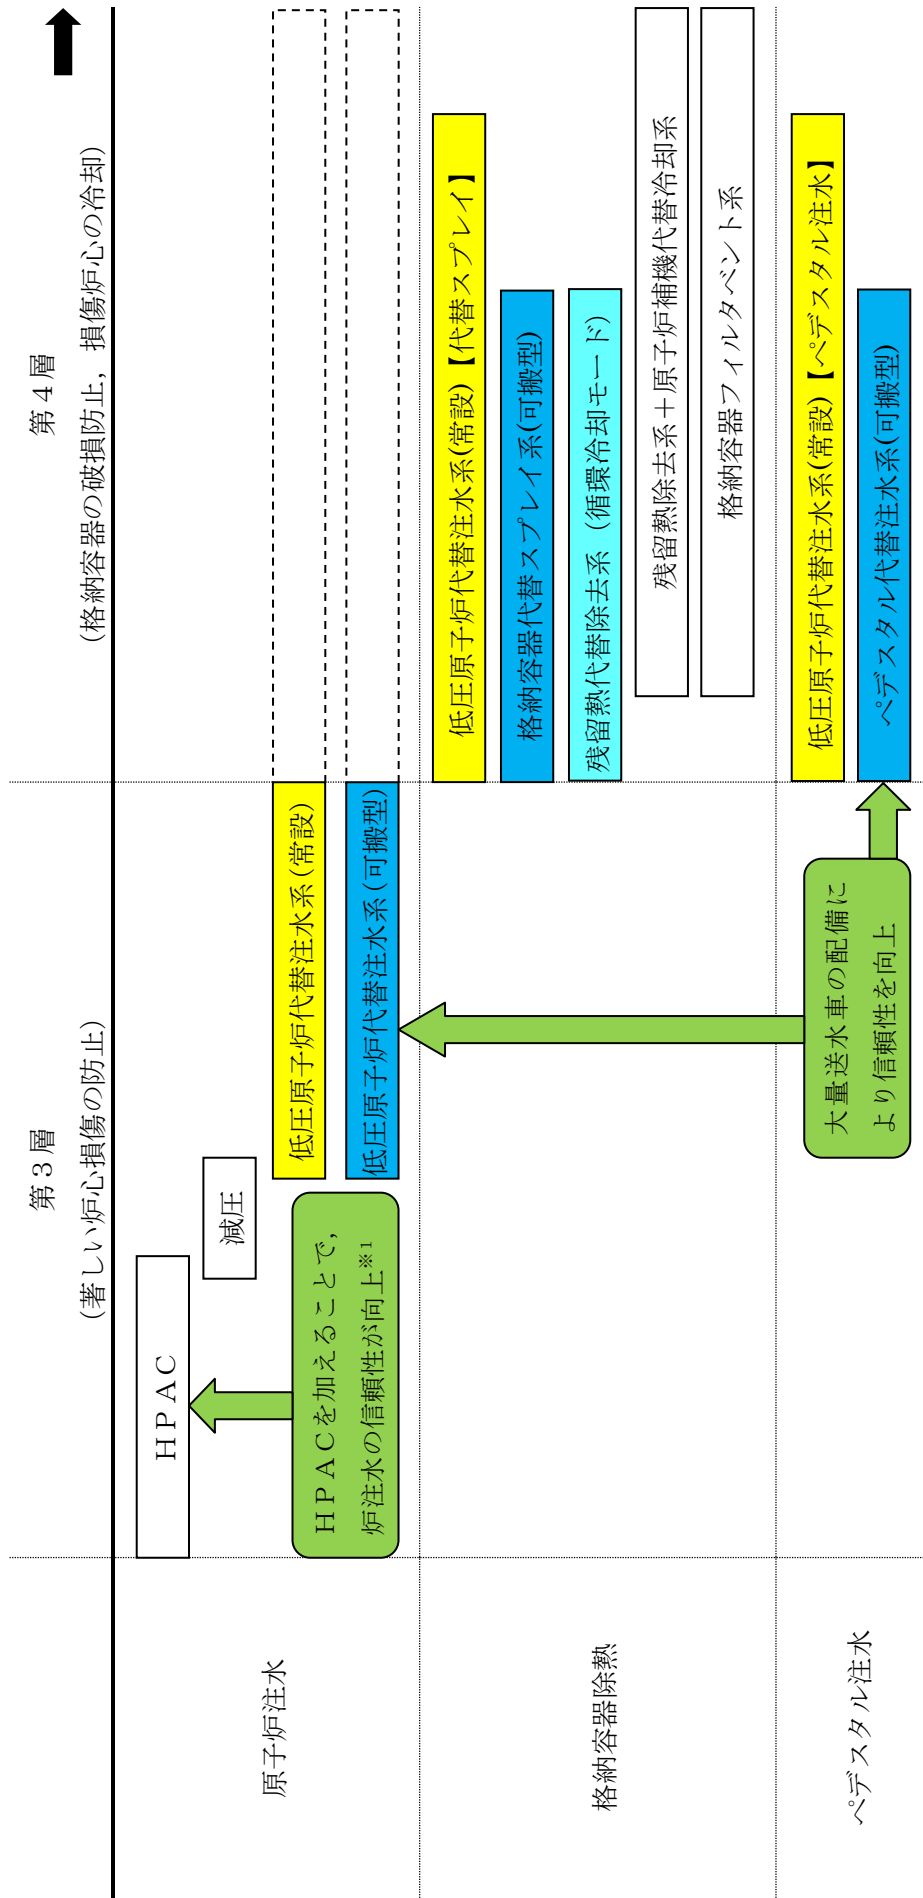 第３層
(著しい炉心損傷の防止)
第４層
(格納容器の破損防止，損傷炉心の冷却)
原子炉注水
ＨＰＡＣ
減圧
ＨＰＡＣを加えることで，
炉注水の信頼性が向上※1
低圧原子炉代替注水系(常設)
低圧原子炉代替注水系(可搬型)
格納容器除熱
低圧原子炉代替注水系(常設)【代替スプレイ】
格納容器代替スプレイ系(可搬型)
残留熱代替除去系（循環冷却モード）
残留熱除去系＋原子炉補機代替冷却系
格納容器フィルタベント系
ペデスタル注水
大量送水車の配備に
より信頼性を向上
低圧原子炉代替注水系(常設)【ペデスタル注水】
ペデスタル代替注水系(可搬型)